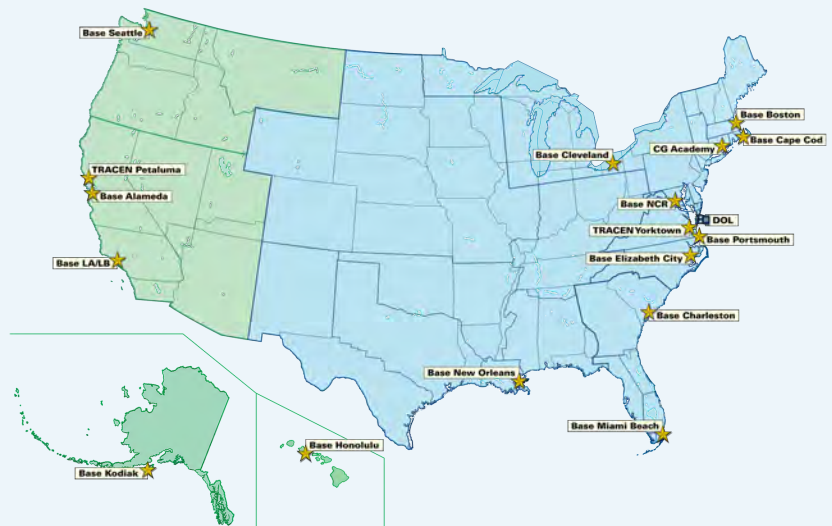 Base Seattle
Base Boston
Base Cape Cod
CG Academy
Base Cleveland
TRACEN Petaluma
Base Alameda
Base NCR
DOL
TRACEN Yorktown
Base Portsmouth
Base Elizabeth City
Base LA/LB
Base Charleston
Base New Orleans
Base Miami Beach
Base Honolulu
Base Kodiak